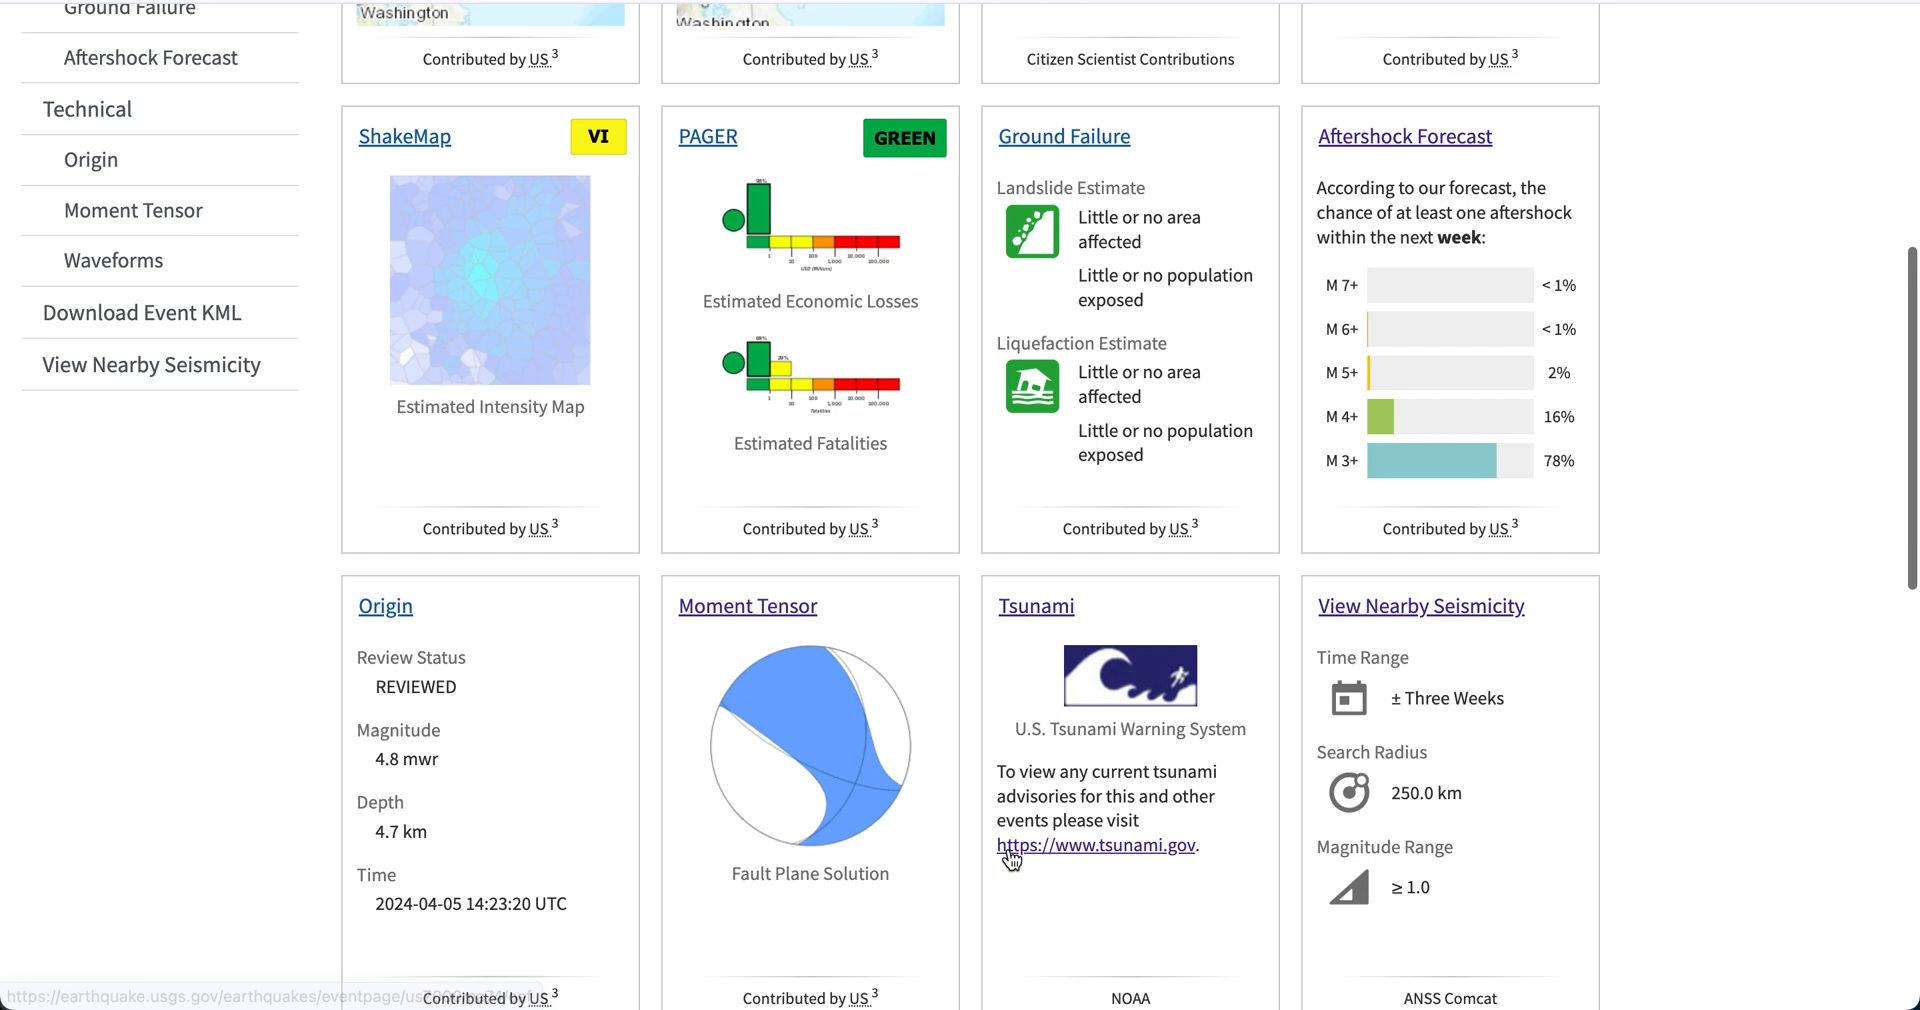 Ground Failure
Aftershock Forecast
Technical
Origin
Moment Tensor
Waveforms
Download Event KML
View Nearby Seismicity
Washington
Contributed by US 3
Washington
Contributed by US 3
Citizen Scientist Contributions
Contributed by US 3
ShakeMap
VI
Estimated Intensity Map
Contributed by US 3
PAGER
GREEN
Estimated Economic Losses
Estimated Fatalities
Contributed by US 3
Ground Failure
Landslide Estimate
Little or no area
affected
Little or no population
exposed
Liquefaction Estimate
Little or no area
affected
Little or no population
exposed
Contributed by US 3
Aftershock Forecast
According to our forecast, the
chance of at least one aftershock
within the next week:
M 7+ < 1%
M 6+ < 1%
M 5+ 2%
M 4+ 16%
M 3+ 78%
Contributed by US 3
Origin
Review Status
REVIEWED
Magnitude
4.8 mwr
Depth
4.7 km
Time
2024-04-05 14:23:20 UTC
Contributed by US 3
Moment Tensor
Fault Plane Solution
Contributed by US 3
Tsunami
U.S. Tsunami Warning System
To view any current tsunami
advisories for this and other
events please visit
https://www.tsunami.gov.
NOAA
View Nearby Seismicity
Time Range
± Three Weeks
Search Radius
250.0 km
Magnitude Range
≥ 1.0
ANSS Comcat
https://earthquake.usgs.gov/earthquakes/eventpage/